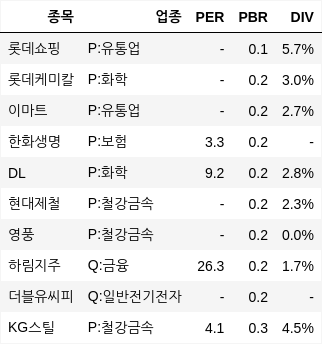 종목 업종 PER PBR DIV
롯데쇼핑 P:유통업 - 0.1 5.7%
롯데케미칼 P:화학 - 0.2 3.0%
이마트 P:유통업 - 0.2 2.7%
한화생명 P:보험 3.3 0.2 -
DL P:화학 9.2 0.2 2.8%
현대제철 P:철강금속 - 0.2 2.3%
영풍 P:철강금속 - 0.2 0.0%
하림지주 Q:금융 26.3 0.2 1.7%
더블유씨피 Q:일반전기전자 - 0.2 -
KG스틸 P:철강금속 4.1 0.3 4.5%